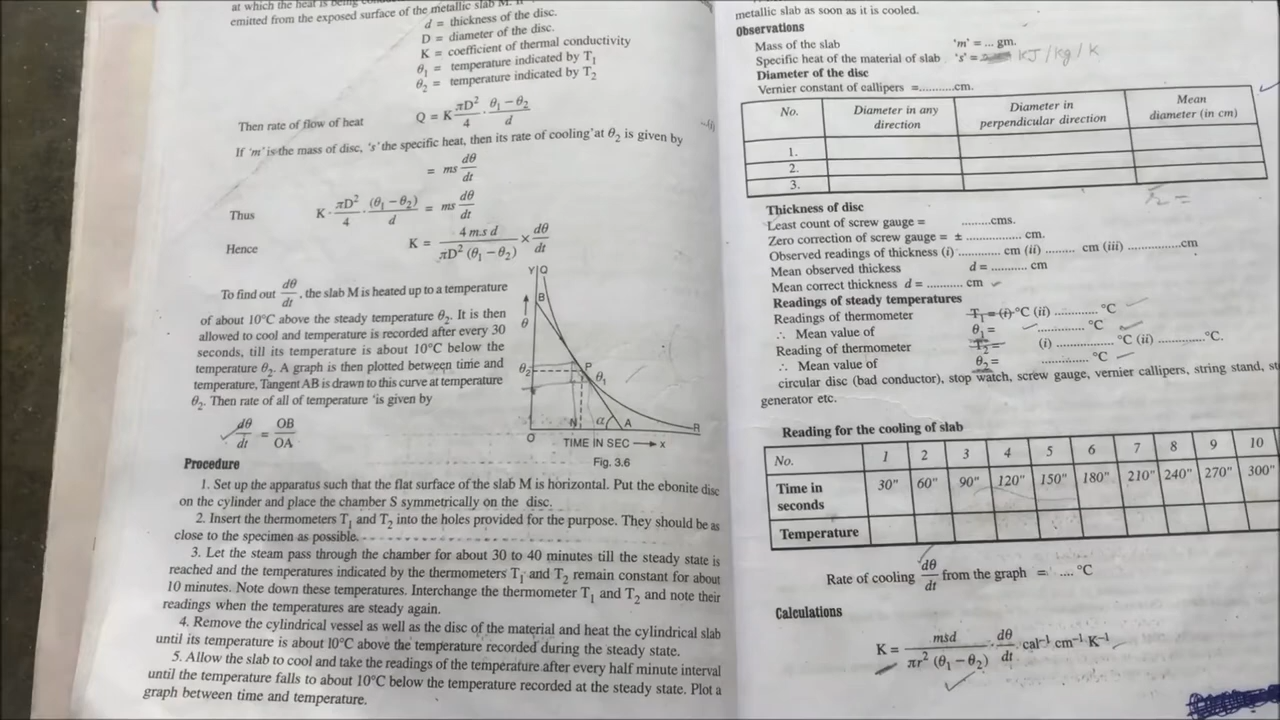 at which the heat is being
emitted from the exposed surface of the metallic slab M. If
d = thickness of the disc.
D = diameter of the disc.
K = coefficient of thermal conductivity
θ₁ = temperature indicated by T₁
θ₂ = temperature indicated by T₂
Then rate of flow of heat Q = K πD²/4 · (θ₁ – θ₂)/d
If 'm' is the mass of disc, 's' the specific heat, then its rate of cooling at θ₂ is given by
= ms dθ/dt
Thus K · πD²/4 · (θ₁ – θ₂)/d = ms dθ/dt
Hence K = 4 m.s d / πD² (θ₁ – θ₂) × dθ/dt
To find out dθ/dt, the slab M is heated up to a temperature
of about 10°C above the steady temperature θ₂. It is then
allowed to cool and temperature is recorded after every 30
seconds, till its temperature is about 10°C below the
temperature θ₂. A graph is then plotted between time and
temperature, Tangent AB is drawn to this curve at temperature
θ₂. Then rate of all of temperature 'is given by
dθ/dt = OB/OA
Y Q
B
θ
θ₂
P
θ₁
N α A R
O TIME IN SEC → x
Fig. 3.6
Procedure
1. Set up the apparatus such that the flat surface of the slab M is horizontal. Put the ebonite disc
on the cylinder and place the chamber S symmetrically on the disc.
2. Insert the thermometers T₁ and T₂ into the holes provided for the purpose. They should be as
close to the specimen as possible.
3. Let the steam pass through the chamber for about 30 to 40 minutes till the steady state is
reached and the temperatures indicated by the thermometers T₁ and T₂ remain constant for about
10 minutes. Note down these temperatures. Interchange the thermometer T₁ and T₂ and note their
readings when the temperatures are steady again.
4. Remove the cylindrical vessel as well as the disc of the material and heat the cylindrical slab
until its temperature is about 10°C above the temperature recorded during the steady state.
5. Allow the slab to cool and take the readings of the temperature after every half minute interval
until the temperature falls to about 10°C below the temperature recorded at the steady state. Plot a
graph between time and temperature.
metallic slab as soon as it is cooled.
Observations
Mass of the slab 'm' = ... gm.
Specific heat of the material of slab 's' = KJ/kg/K
Diameter of the disc
Vernier constant of callipers =...........cm.
No. Diameter in any direction Diameter in perpendicular direction Mean diameter (in cm)
1.
2.
3.
Thickness of disc
Least count of screw gauge = .........cms.
Zero correction of screw gauge = ± ................. cm.
Observed readings of thickness (i) ............. cm (ii) ......... cm (iii) ................cm
Mean observed thickess d = ........... cm
Mean correct thickness d = ........... cm
Readings of steady temperatures
Readings of thermometer T₁ = (i) °C (ii) ............. °C
∴ Mean value of θ₁ = .............. °C
Reading of thermometer T₂ = (i) .................. °C (ii) ..............°C.
∴ Mean value of θ₂ = .............. °C
circular disc (bad conductor), stop watch, screw gauge, vernier callipers, string stand, st
generator etc.
Reading for the cooling of slab
No. 1 2 3 4 5 6 7 8 9 10
Time in seconds 30" 60" 90" 120" 150" 180" 210" 240" 270" 300"
Temperature
Rate of cooling dθ/dt from the graph = .... °C
Calculations
K = msd / πr² (θ₁ – θ₂) · dθ/dt cal⁻¹ cm⁻¹ K⁻¹